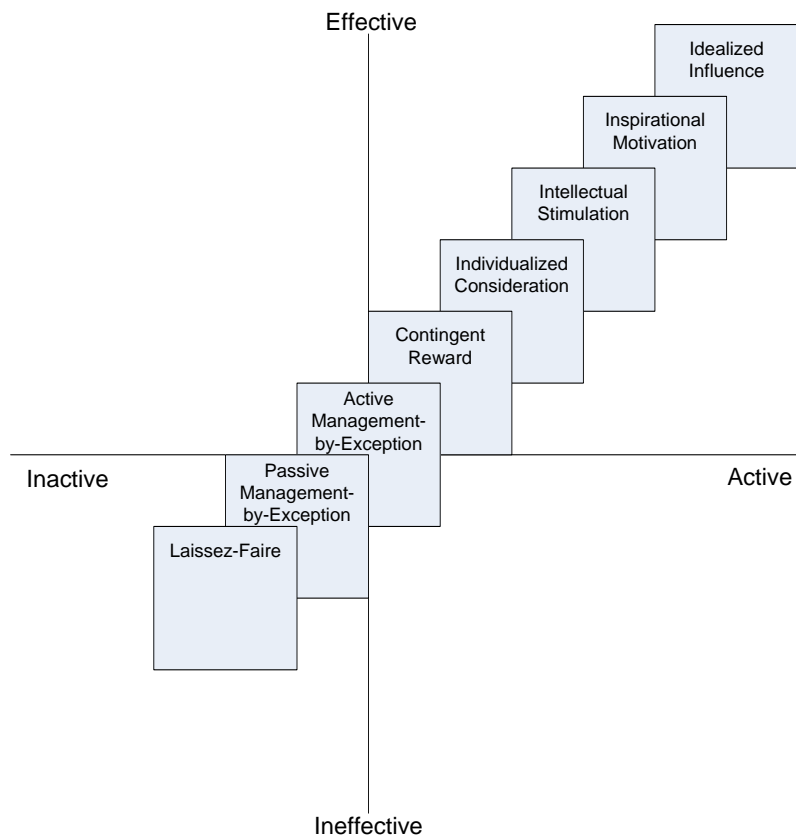 Effective
Idealized
Influence
Inspirational
Motivation
Intellectual
Stimulation
Individualized
Consideration
Contingent
Reward
Active
Management-
by-Exception
Inactive
Active
Passive
Management-
by-Exception
Laissez-Faire
Ineffective